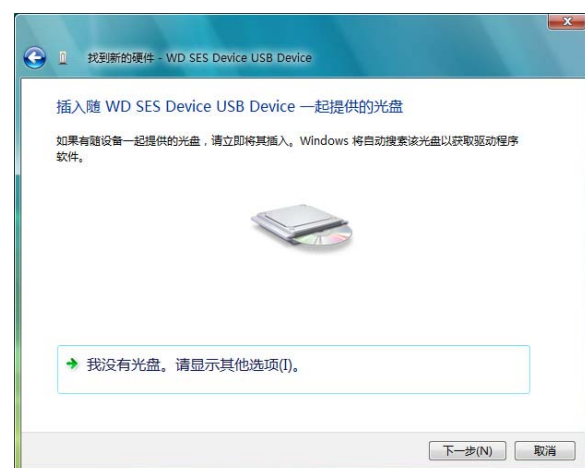 找到新的硬件 - WD SES Device USB Device
插入随 WD SES Device USB Device 一起提供的光盘
如果有随设备一起提供的光盘，请立即将其插入。Windows 将自动搜索该光盘以获取驱动程序
软件。
我没有光盘。请显示其他选项(I)。
下一步(N) 取消